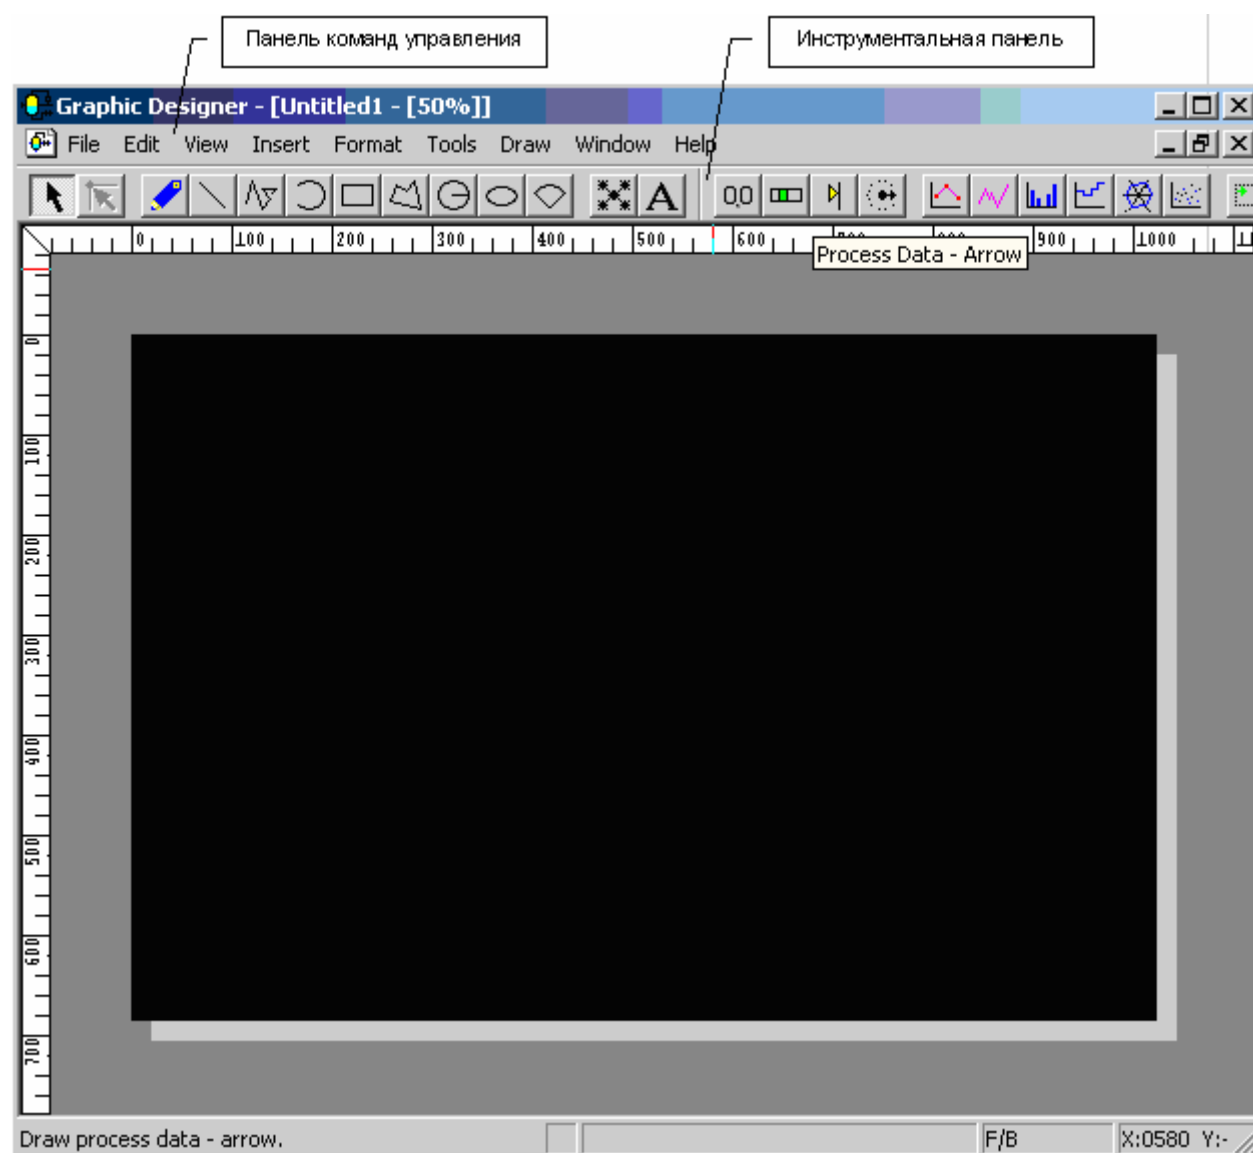 Панель команд управления
Инструментальная панель
Graphic Designer - [Untitled1 - [50%]]
File Edit View Insert Format Tools Draw Window Help
A 0,0
0 100 200 300 400 500 600 900 1000
Process Data - Arrow
0
100
200
300
400
500
600
700
Draw process data - arrow.
F/B
X:0580 Y:-